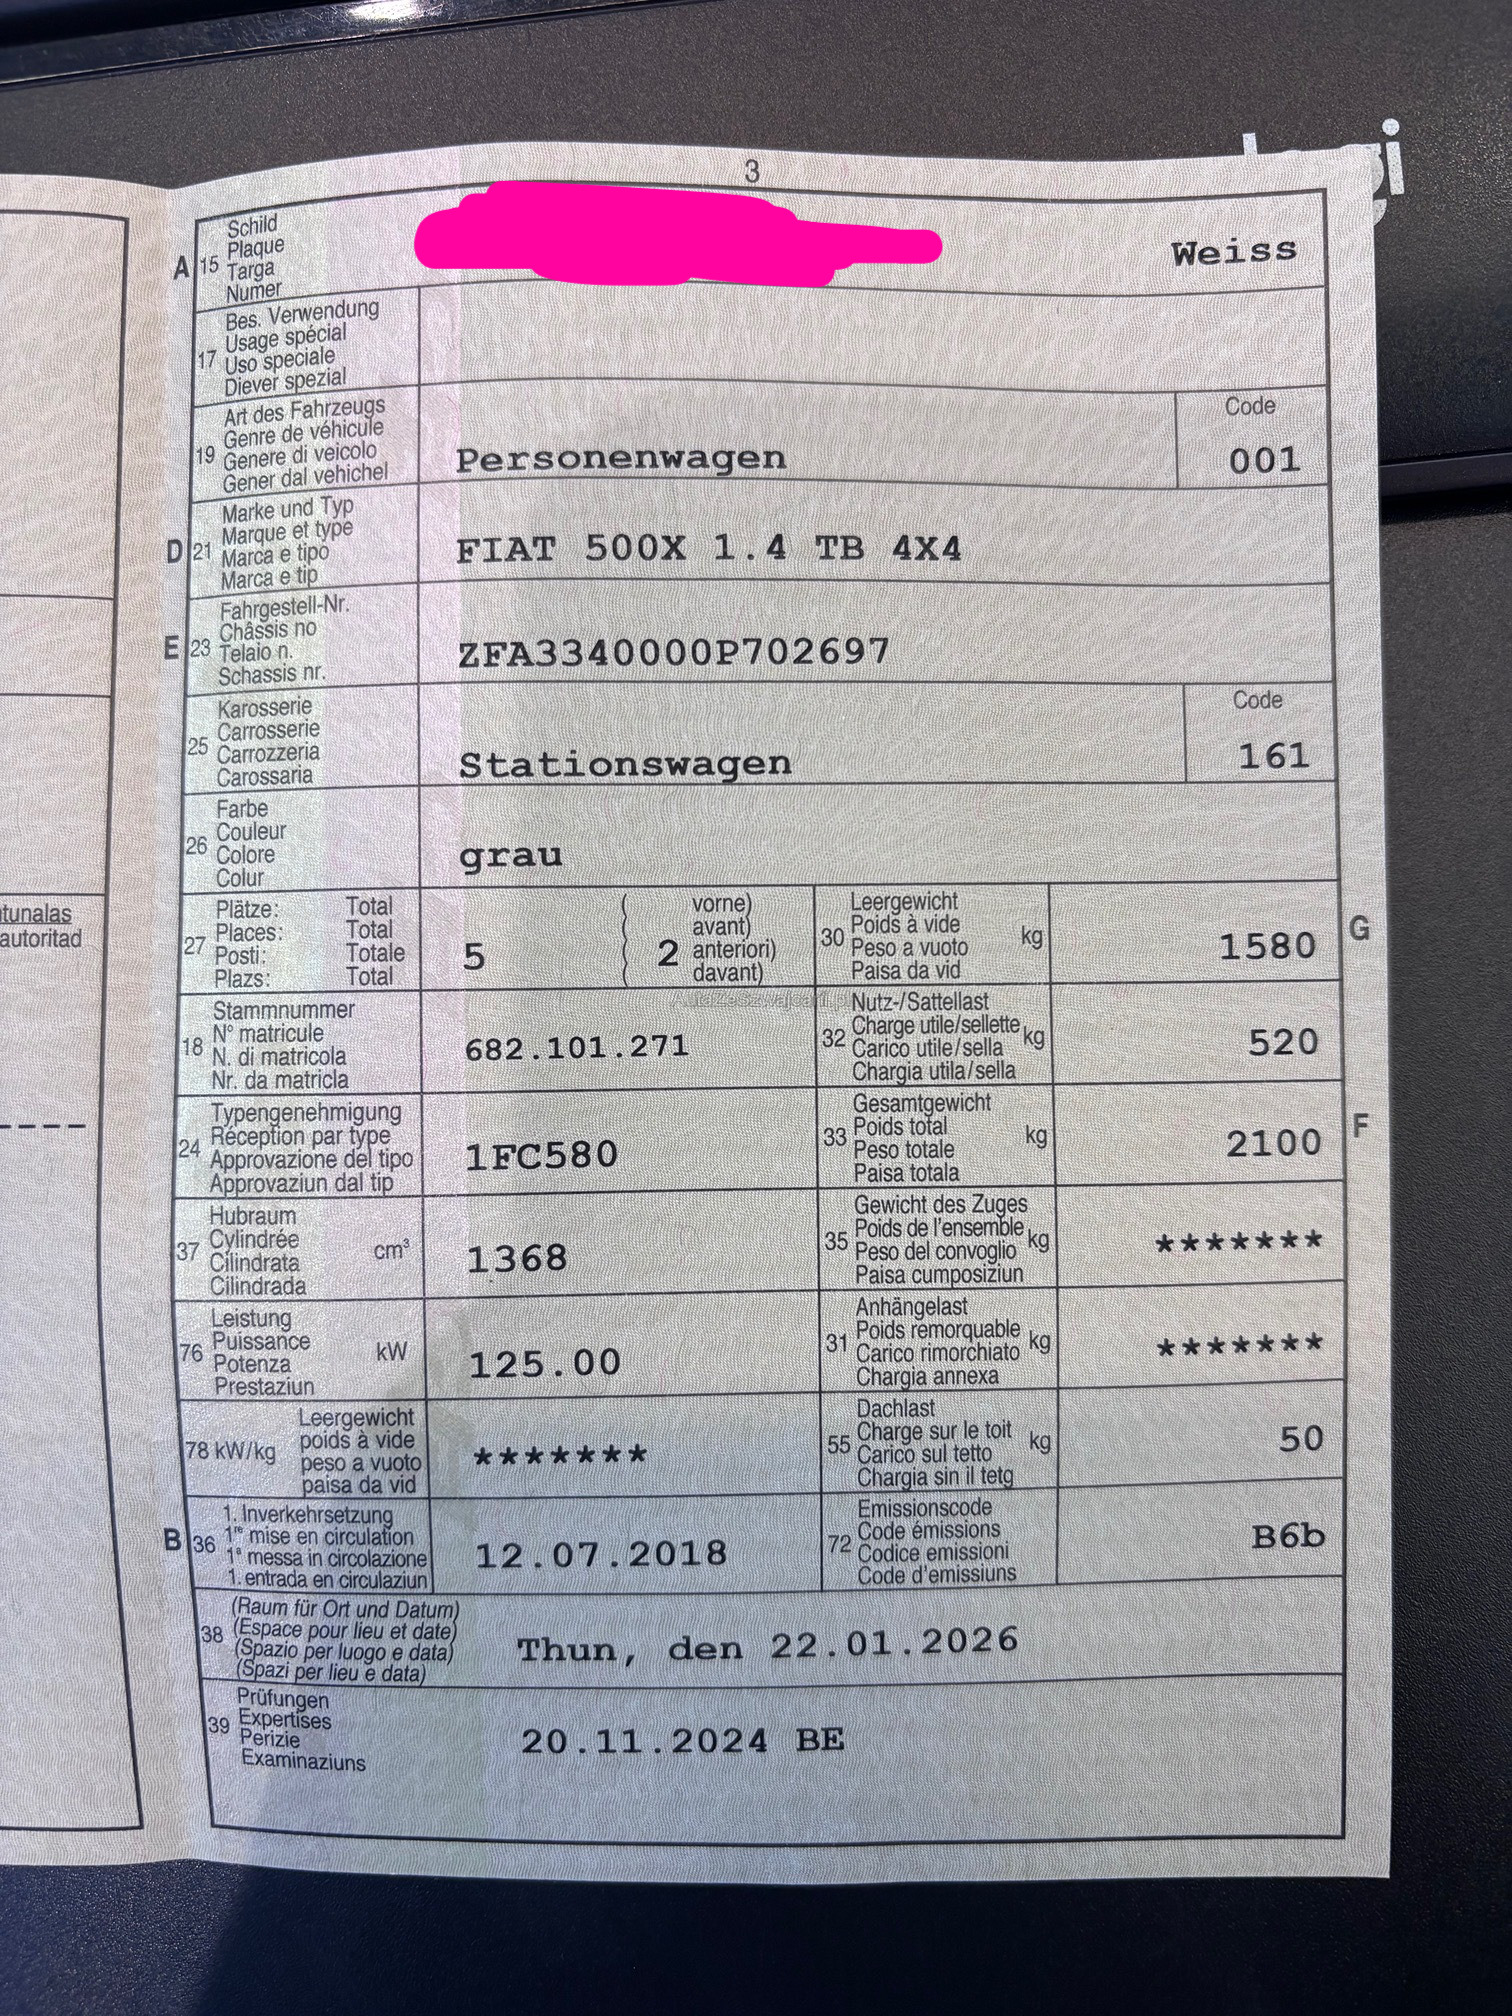 3
A 15 Schild
Plaque
Targa
Numer
Weiss
17 Bes. Verwendung
Usage spécial
Uso speciale
Diever spezial
19 Art des Fahrzeugs
Genre de véhicule
Genere di veicolo
Gener dal vehichel
Personenwagen
Code
001
D 21 Marke und Typ
Marque et type
Marca e tipo
Marca e tip
FIAT 500X 1.4 TB 4X4
E 23 Fahrgestell-Nr.
Châssis no
Telaio n.
Schassis nr.
ZFA3340000P702697
25 Karosserie
Carrosserie
Carrozzeria
Carossaria
Stationswagen
Code
161
26 Farbe
Couleur
Colore
Colur
grau
tunalas
autoritad
27 Plätze: Total
Places: Total
Posti: Totale
Plazs: Total
5
( vorne)
avant)
2 anteriori)
( davant)
30 Leergewicht
Poids à vide
Peso a vuoto
Paisa da vid
kg
1580
G
AutaZeSzwajcarii.pl
18 Stammnummer
N° matricule
N. di matricola
Nr. da matricla
682.101.271
32 Nutz-/Sattellast
Charge utile/sellette
Carico utile/sella
Chargia utila/sella
kg
520
24 Typengenehmigung
Réception par type
Approvazione del tipo
Approvaziun dal tip
1FC580
33 Gesamtgewicht
Poids total
Peso totale
Paisa totala
kg
2100
F
37 Hubraum
Cylindrée
Cilindrata
Cilindrada
cm³
1368
35 Gewicht des Zuges
Poids de l'ensemble
Peso del convoglio
Paisa cumposiziun
kg
*******
76 Leistung
Puissance
Potenza
Prestaziun
kW
125.00
31 Anhängelast
Poids remorquable
Carico rimorchiato
Chargia annexa
kg
*******
78 kW/kg Leergewicht
poids à vide
peso a vuoto
paisa da vid
*******
55 Dachlast
Charge sur le toit
Carico sul tetto
Chargia sin il tetg
kg
50
B 36 1. Inverkehrsetzung
1re mise en circulation
1a messa in circolazione
1. entrada en circulaziun
12.07.2018
72 Emissionscode
Code émissions
Codice emissioni
Code d'emissiuns
B6b
38 (Raum für Ort und Datum)
(Espace pour lieu et date)
(Spazio per luogo e data)
(Spazi per lieu e data)
Thun, den 22.01.2026
39 Prüfungen
Expertises
Perizie
Examinaziuns
20.11.2024 BE